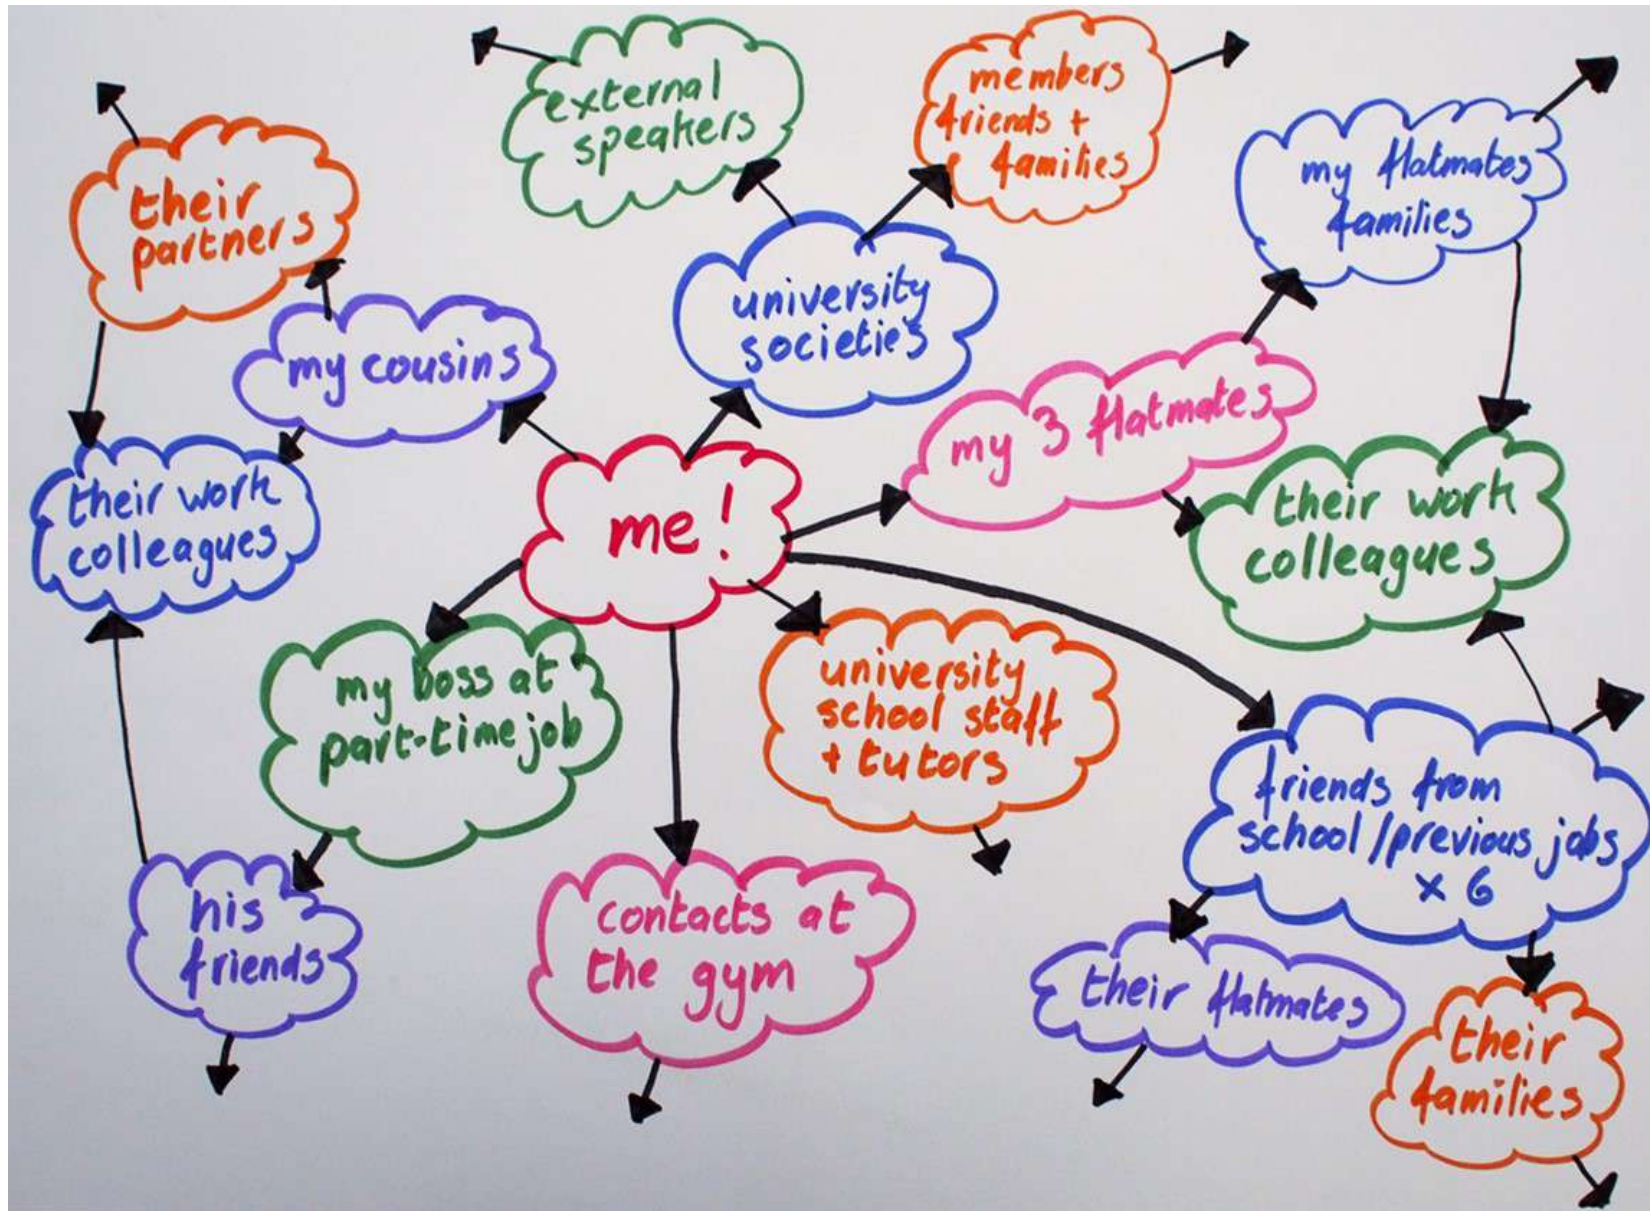 external
speakers
members
friends +
families
my flatmates
families
their
partners
university
societies
my cousins
my 3 flatmates
me!
their work
colleagues
their work
colleagues
my boss at
part-time job
university
school staff
+ tutors
friends from
school/previous jobs
x 6
his
friends
contacts at
the gym
their flatmates
their
families